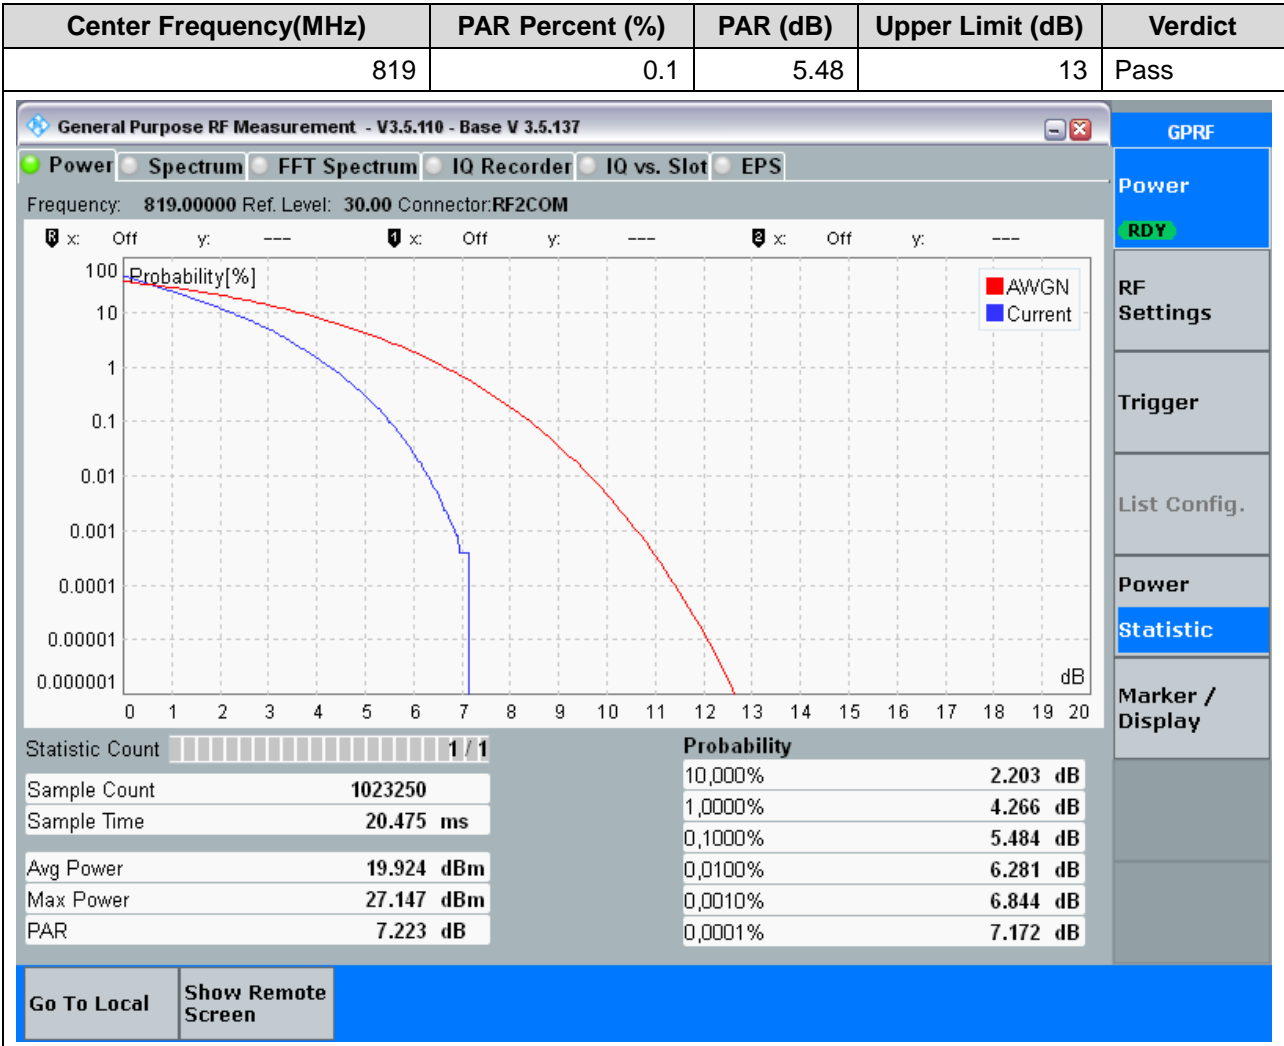 Center Frequency(MHz) PAR Percent (%) PAR (dB) Upper Limit (dB) Verdict
819 0.1 5.48 13 Pass
General Purpose RF Measurement - V3.5.110 - Base V 3.5.137
GPRF
Power Spectrum FFT Spectrum IQ Recorder IQ vs. Slot EPS
Frequency: 819.00000 Ref. Level: 30.00 Connector:RF2COM
R x: Off y: --- 1 x: Off y: --- 2 x: Off y: ---
Probability[%]
AWGN
Current
100
10
1
0.1
0.01
0.001
0.0001
0.00001
0.000001
dB
0 1 2 3 4 5 6 7 8 9 10 11 12 13 14 15 16 17 18 19 20
Statistic Count 1 / 1
Sample Count 1023250
Sample Time 20.475 ms
Avg Power 19.924 dBm
Max Power 27.147 dBm
PAR 7.223 dB
Probability
10,000% 2.203 dB
1,0000% 4.266 dB
0,1000% 5.484 dB
0,0100% 6.281 dB
0,0010% 6.844 dB
0,0001% 7.172 dB
Power
RDY
RF
Settings
Trigger
List Config.
Power
Statistic
Marker /
Display
Go To Local
Show Remote
Screen